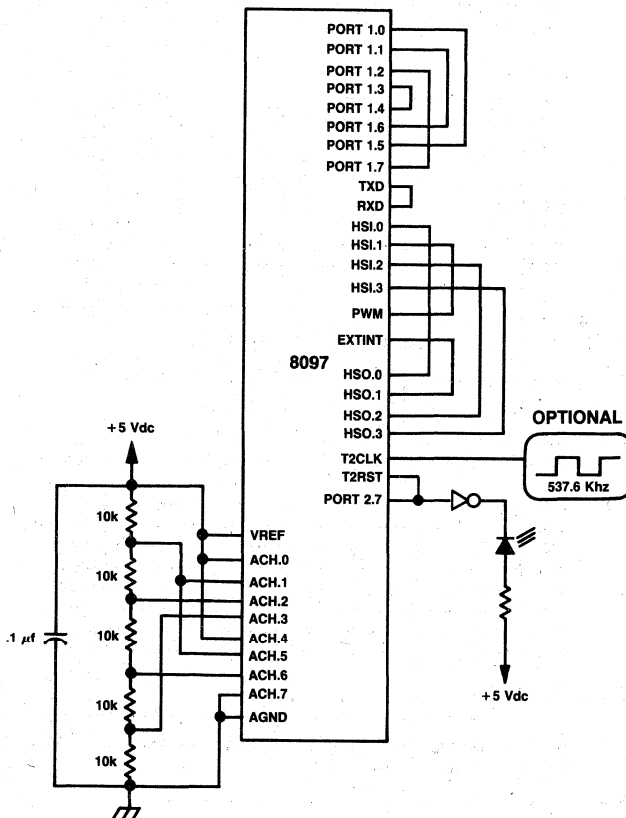 PORT 1.0
PORT 1.1
PORT 1.2
PORT 1.3
PORT 1.4
PORT 1.6
PORT 1.5
PORT 1.7
TXD
RXD
HSI.0
HSI.1
HSI.2
HSI.3
PWM
EXTINT
8097
HSO.0
HSO.1
HSO.2
HSO.3
T2CLK
T2RST
PORT 2.7
OPTIONAL
537.6 Khz
+5 Vdc
+5 Vdc
10k
10k
10k
10k
10k
.1 μf
VREF
ACH.0
ACH.1
ACH.2
ACH.3
ACH.4
ACH.5
ACH.6
ACH.7
AGND